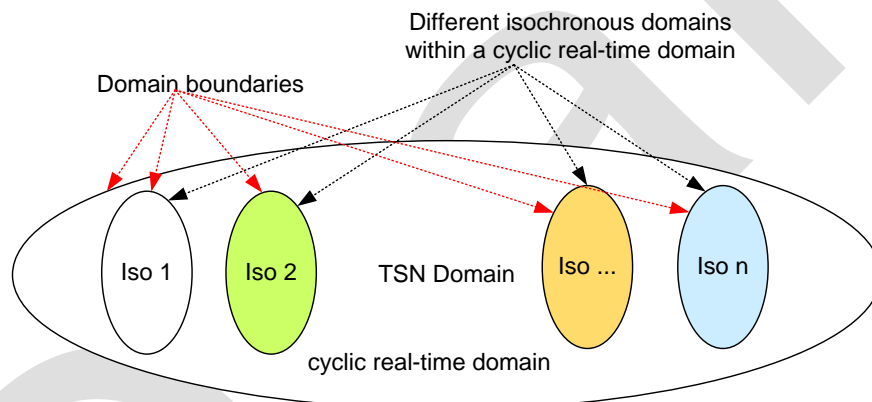 Different isochronous domains
within a cyclic real-time domain
Domain boundaries
Iso 1
Iso 2
TSN Domain
Iso ...
Iso n
cyclic real-time domain